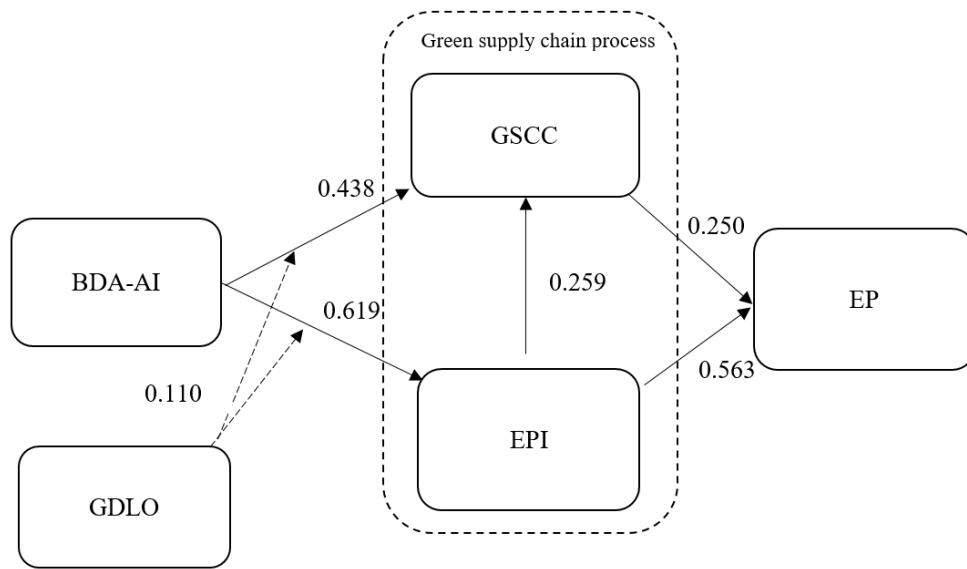 Green supply chain process
GSCC
0.438
0.250
BDA-AI
0.259
EP
0.619
0.110
0.563
EPI
GDLO